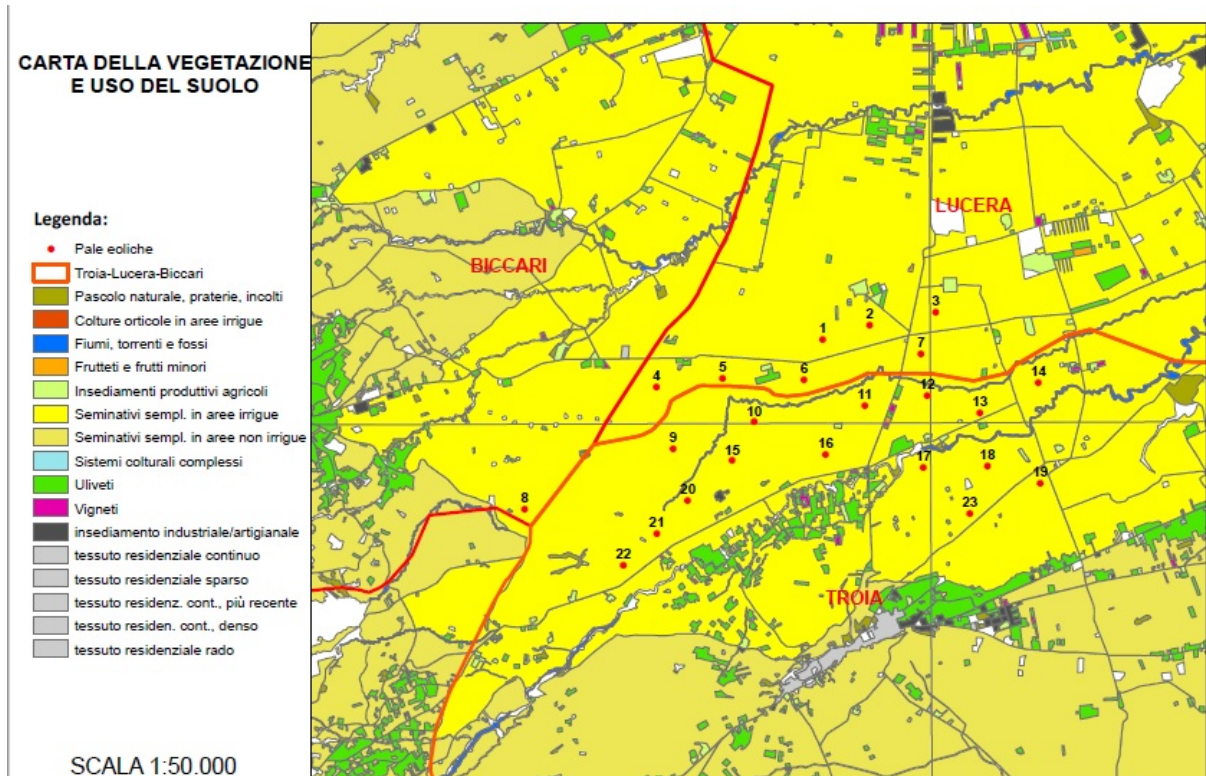 CARTA DELLA VEGETAZIONE
E USO DEL SUOLO
Legenda:
Pale eoliche
Troia-Lucera-Biccari
Pascolo naturale, praterie, incolti
Colture orticole in aree irrigue
Fiumi, torrenti e fossi
Frutteti e frutti minori
Insediamenti produttivi agricoli
Seminativi sempl. in aree irrigue
Seminativi sempl. in aree non irrigue
Sistemi colturali complessi
Uliveti
Vigneti
insediamento industriale/artigianale
tessuto residenziale continuo
tessuto residenziale sparso
tessuto residenz. cont., più recente
tessuto residen. cont., denso
tessuto residenziale rado
SCALA 1:50.000
LUCERA
BICCARI
3
2
1
7
5
6
4
14
12
11
13
10
9
16
15
17
18
19
20
8
23
21
22
TROIA